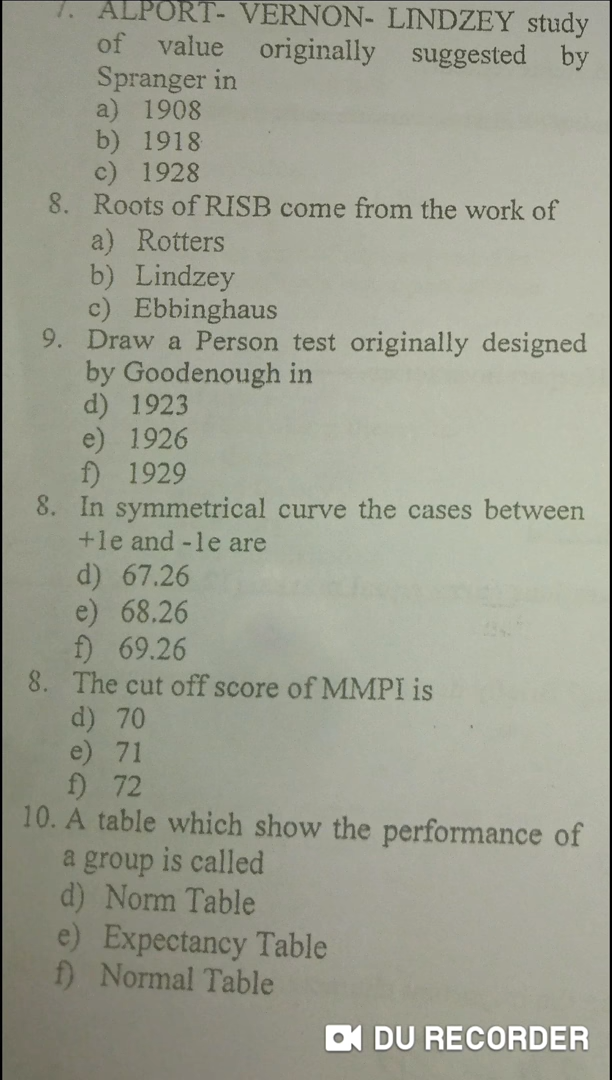 7. ALPORT- VERNON- LINDZEY study
of value originally suggested by
Spranger in
a) 1908
b) 1918
c) 1928
8. Roots of RISB come from the work of
a) Rotters
b) Lindzey
c) Ebbinghaus
9. Draw a Person test originally designed
by Goodenough in
d) 1923
e) 1926
f) 1929
8. In symmetrical curve the cases between
+1e and -1e are
d) 67.26
e) 68.26
f) 69.26
8. The cut off score of MMPI is
d) 70
e) 71
f) 72
10. A table which show the performance of
a group is called
d) Norm Table
e) Expectancy Table
f) Normal Table
DU RECORDER